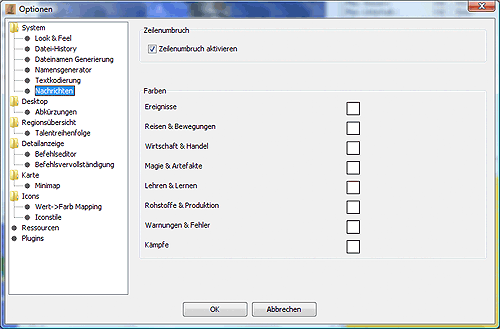 Optionen
System
Look & Feel
Datei-History
Dateinamen Generierung
Namensgenerator
Textkodierung
Nachrichten
Desktop
Abkürzungen
Regionsübersicht
Talentreihenfolge
Detailanzeige
Befehlseditor
Befehlsvervollständigung
Karte
Minimap
Icons
Wert->Farb Mapping
Iconstile
Ressourcen
Plugins
Zeilenumbruch
Zeilenumbruch aktivieren
Farben
Ereignisse
Reisen & Bewegungen
Wirtschaft & Handel
Magie & Artefakte
Lehren & Lernen
Rohstoffe & Produktion
Warnungen & Fehler
Kämpfe
OK
Abbrechen